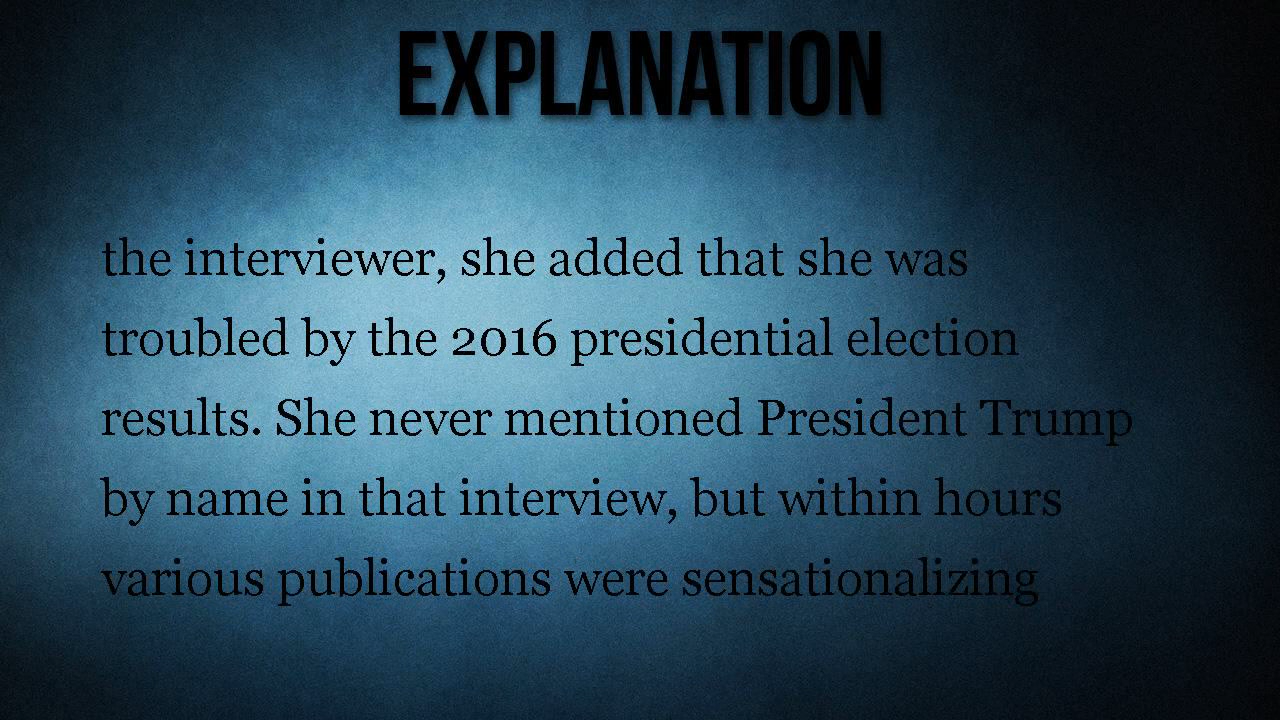 EXPLANATION
the interviewer, she added that she was
troubled by the 2016 presidential election
results. She never mentioned President Trump
by name in that interview, but within hours
various publications were sensationalizing